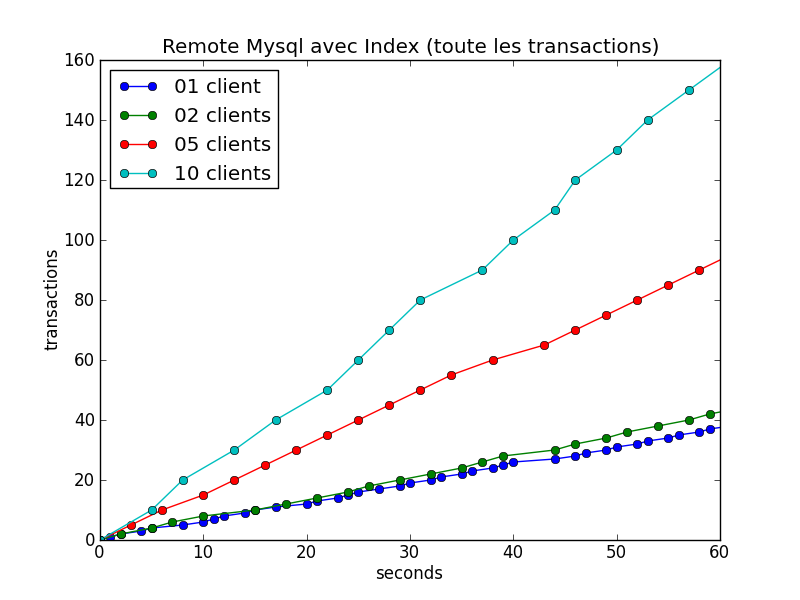 Remote Mysql avec Index (toute les transactions)
160
140
120
100
80
60
40
20
0
transactions
01 client
02 clients
05 clients
10 clients
0 10 20 30 40 50 60
seconds